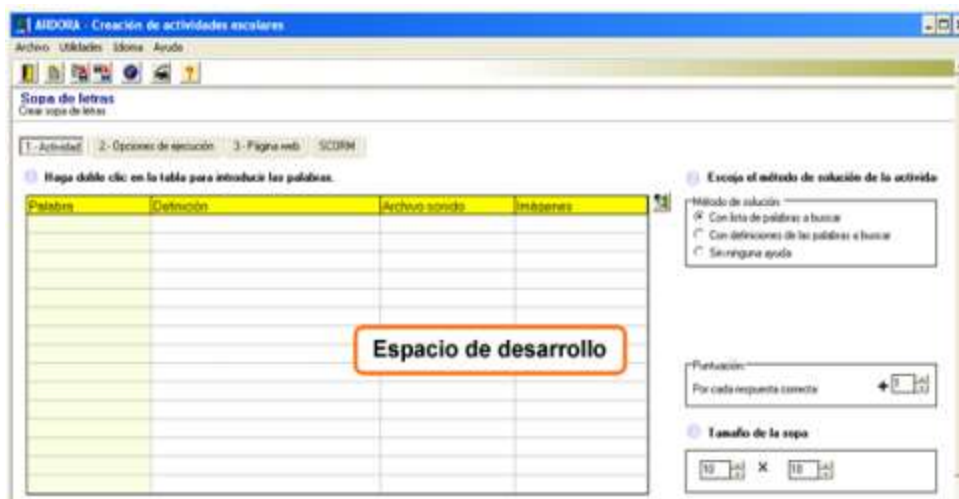 ARDORA - Creación de actividades escolares
Archivo Utilidades Idioma Ayuda
Sopa de letras
Crear sopa de letras
1 - Actividad 2 - Opciones de ejecución 3 - Página web SCORM
Haga doble clic en la tabla para introducir las palabras.
Escoja el método de solución de la activida
Palabra Definición Archivo sonido Imágenes
Método de solución
Con lista de palabras a buscar
Con definiciones de las palabras a buscar
Sin ninguna ayuda
Espacio de desarrollo
Puntuación:
Por cada respuesta correcta +
Tamaño de la sopa
10 X 10